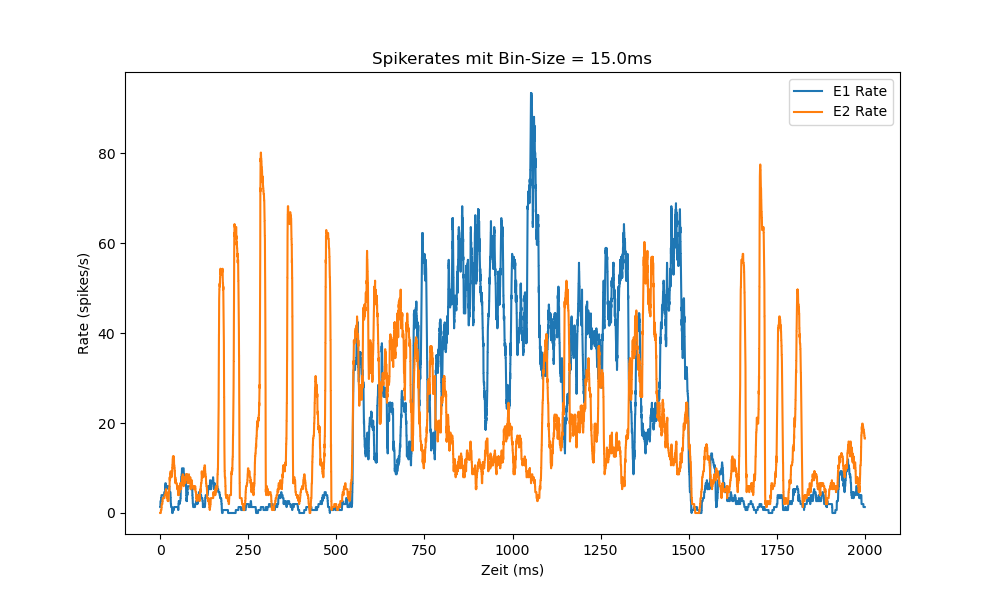 Spikerates mit Bin-Size = 15.0ms
E1 Rate
E2 Rate
Rate (spikes/s)
80
60
40
20
0
0 250 500 750 1000 1250 1500 1750 2000
Zeit (ms)